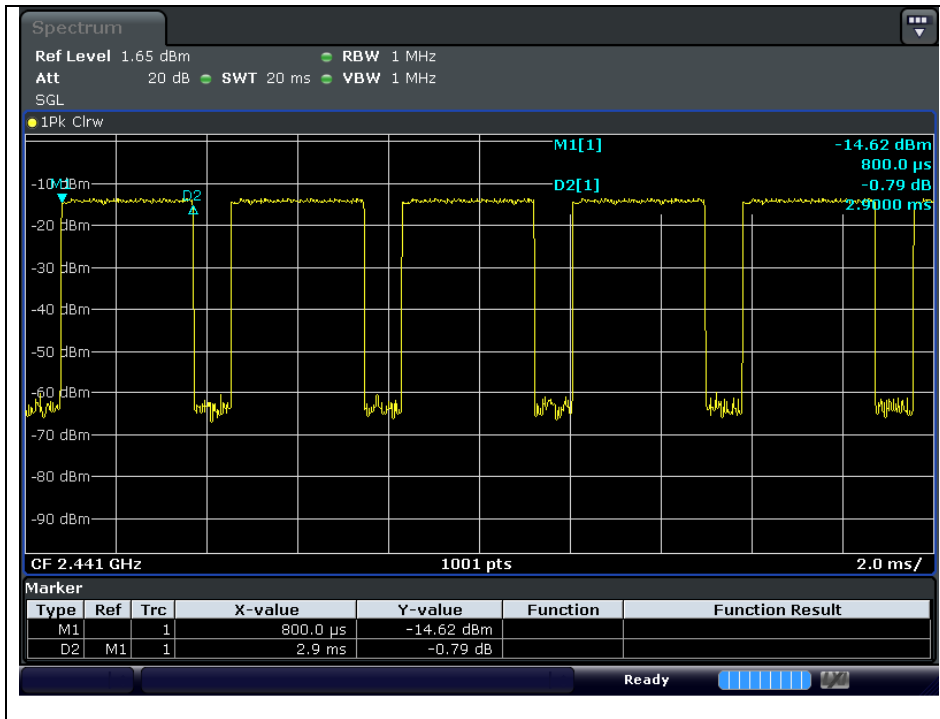 Spectrum
Ref Level 1.65 dBm RBW 1 MHz
Att 20 dB SWT 20 ms VBW 1 MHz
SGL
1Pk Clrw
M1[1] -14.62 dBm
800.0 µs
D2[1] -0.79 dB
2.9000 ms
M1
D2
-10 dBm
-20 dBm
-30 dBm
-40 dBm
-50 dBm
-60 dBm
-70 dBm
-80 dBm
-90 dBm
CF 2.441 GHz 1001 pts 2.0 ms/
Marker
Type Ref Trc X-value Y-value Function Function Result
M1 1 800.0 µs -14.62 dBm
D2 M1 1 2.9 ms -0.79 dB
Ready